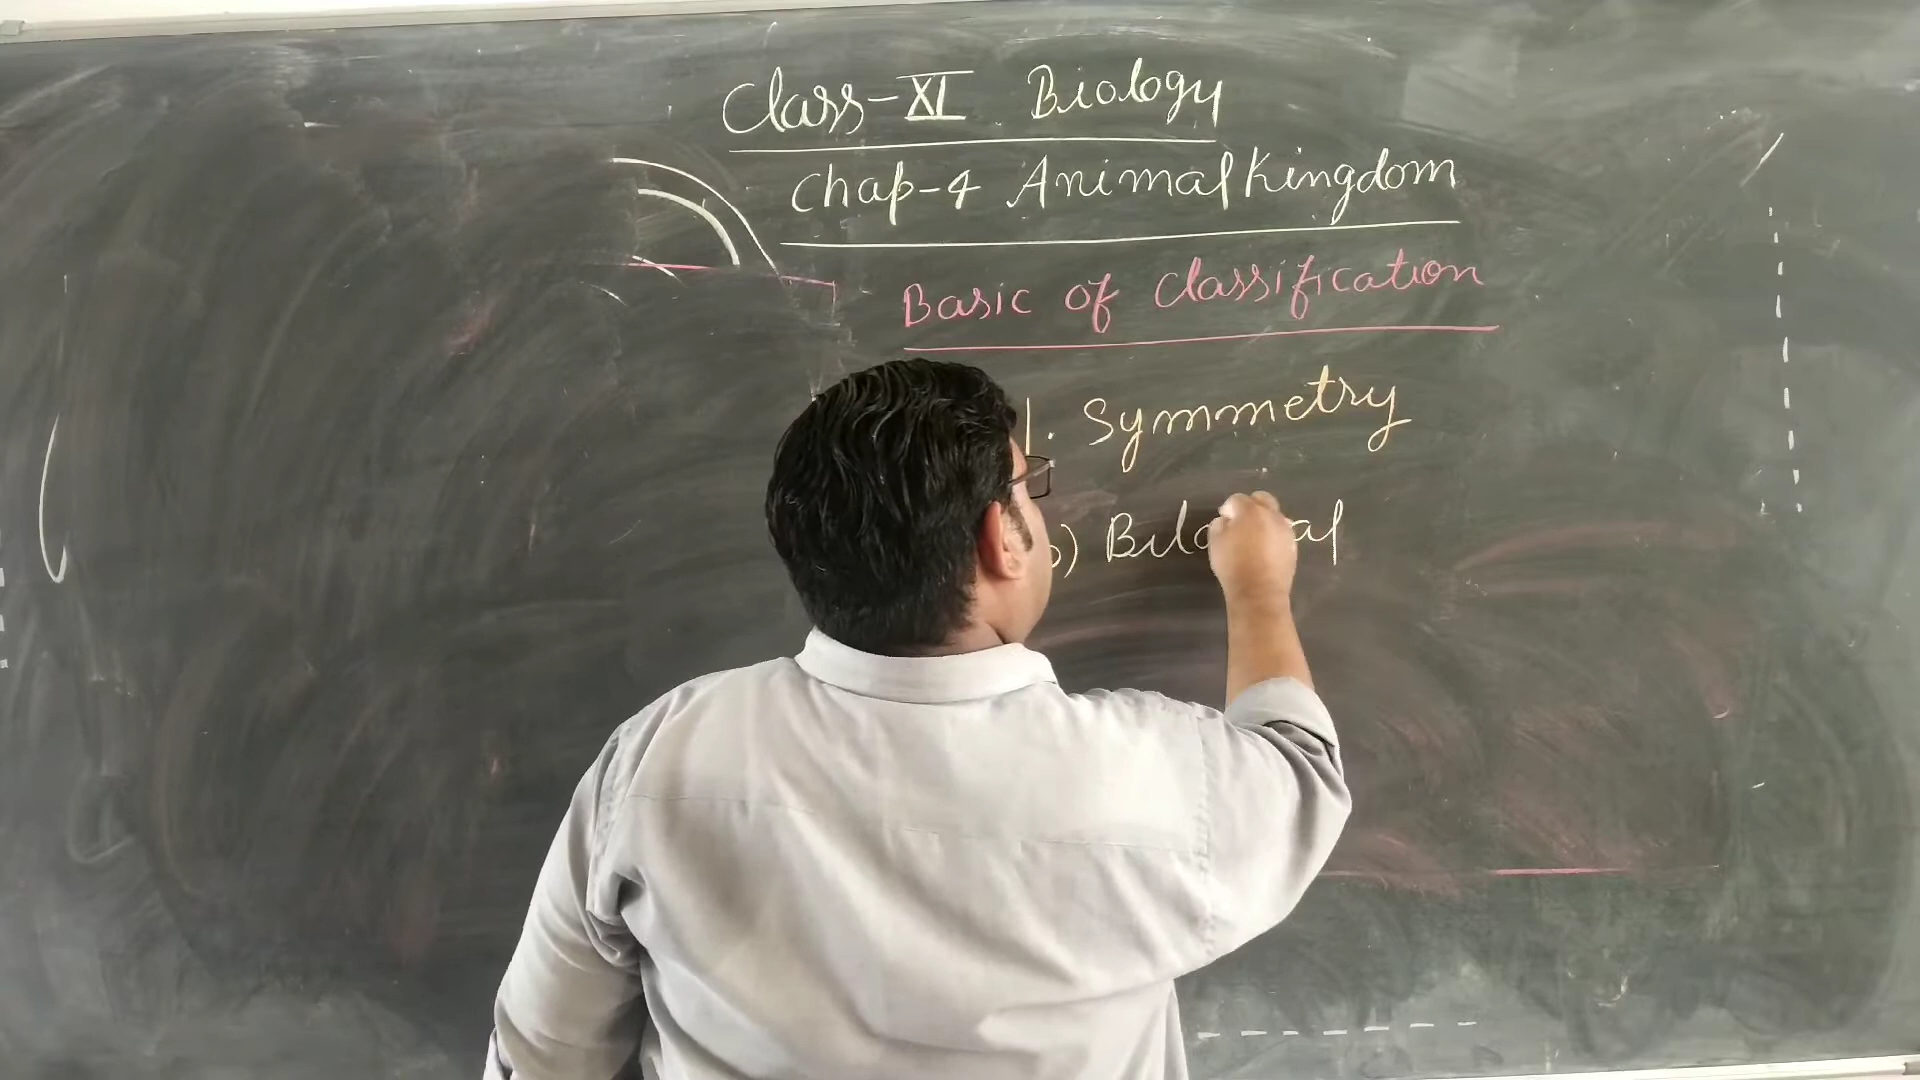 Class-XI Biology
Chap-4 Animal Kingdom
Basic of Classification
1. Symmetry
b)